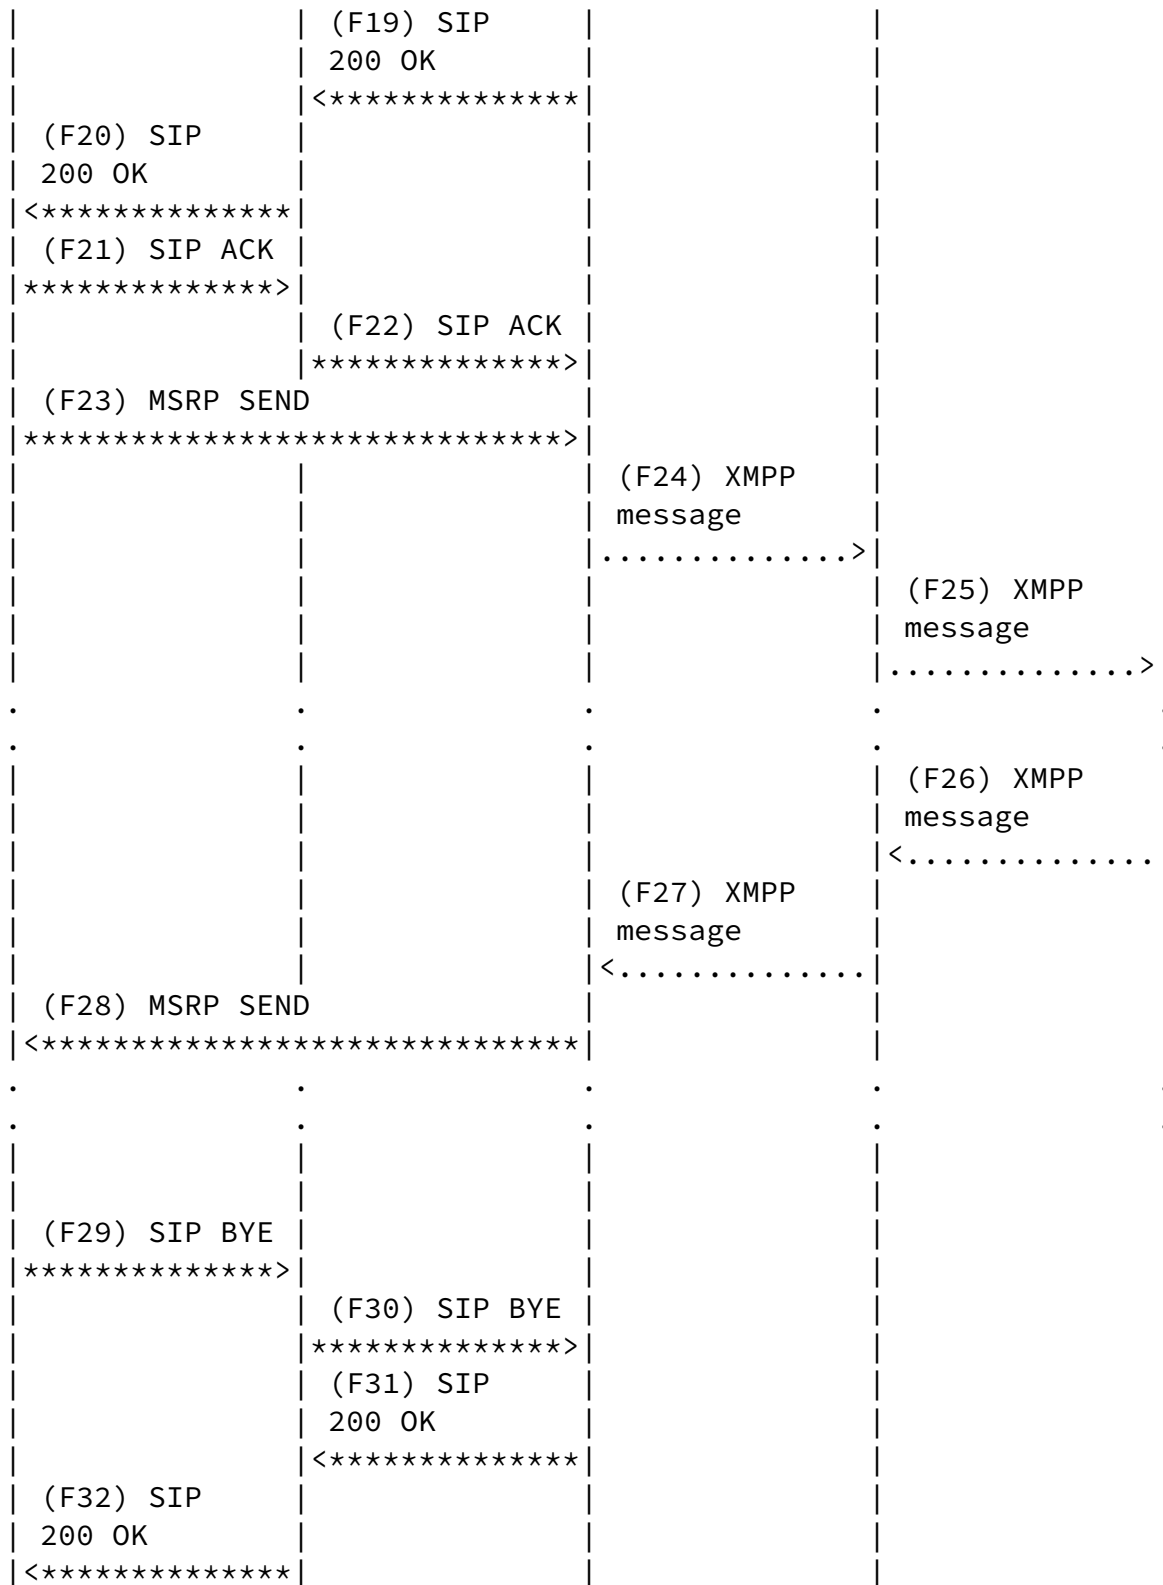 |               | (F19) SIP     |               |
|               | 200 OK        |               |
|               |<**************|               |
| (F20) SIP     |               |               |
| 200 OK        |               |               |
|<**************|               |               |
| (F21) SIP ACK |               |               |
|**************>|               |               |
|               | (F22) SIP ACK |               |
|               |**************>|               |
| (F23) MSRP SEND               |               |
|******************************>|               |
|               |               | (F24) XMPP    |
|               |               | message       |
|               |               |..............>|
|               |               |               | (F25) XMPP
|               |               |               | message
|               |               |               |..............>
.               .               .               .               .
.               .               .               .               .
|               |               |               | (F26) XMPP
|               |               |               | message
|               |               |               |<..............
|               |               | (F27) XMPP    |
|               |               | message       |
|               |               |<..............|
| (F28) MSRP SEND               |               |
|<******************************|               |
.               .               .               .               .
.               .               .               .               .
|               |               |               |
|               |               |               |
| (F29) SIP BYE |               |               |
|**************>|               |               |
|               | (F30) SIP BYE |               |
|               |**************>|               |
|               | (F31) SIP     |               |
|               | 200 OK        |               |
|               |<**************|               |
| (F32) SIP     |               |               |
| 200 OK        |               |               |
|<**************|               |               |